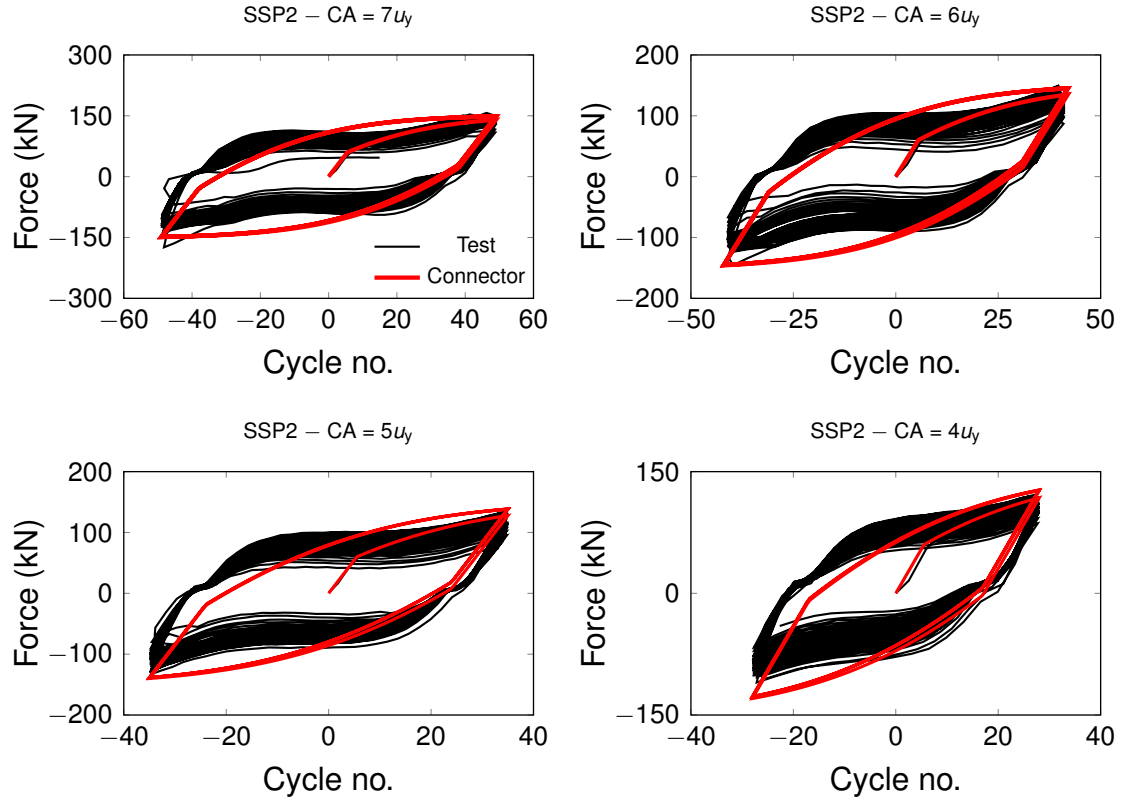 SSP2 − CA = 7uy
300
150
0
−150
−300
−60
−40
−20
0
20
40
60
Force (kN)
Cycle no.
Test
Connector
SSP2 − CA = 6uy
200
100
0
−100
−200
−50
−25
0
25
50
Force (kN)
Cycle no.
SSP2 − CA = 5uy
200
100
0
−100
−200
−40
−20
0
20
40
Force (kN)
Cycle no.
SSP2 − CA = 4uy
150
0
−150
−40
−20
0
20
40
Force (kN)
Cycle no.